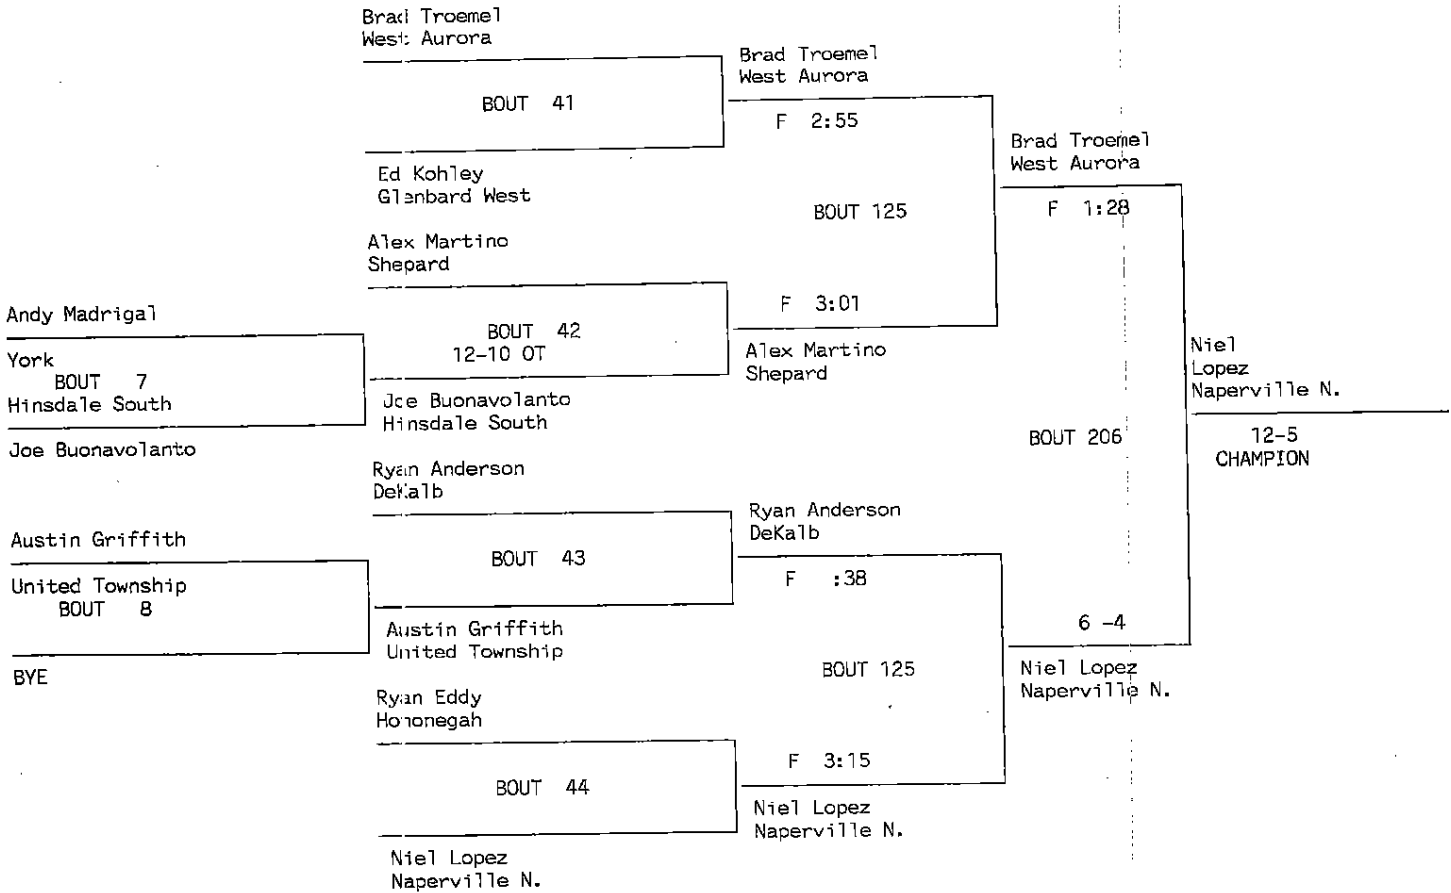 Brad Troemel
West Aurora
BOUT 41
Ed Kohley
Glenbard West
Brad Troemel
West Aurora
F 2:55
BOUT 125
Brad Troemel
West Aurora
F 1:28
Alex Martino
Shepard
BOUT 42
12-10 OT
F 3:01
Alex Martino
Shepard
Andy Madrigal
York
BOUT 7
Hinsdale South
Joe Buonavolanto
Joe Buonavolanto
Hinsdale South
BOUT 206
Niel
Lopez
Naperville N.
12-5
CHAMPION
Ryan Anderson
DeKalb
BOUT 43
Ryan Anderson
DeKalb
F :38
Austin Griffith
United Township
BOUT 8
BYE
Austin Griffith
United Township
BOUT 125
6 -4
Niel Lopez
Naperville N.
Ryan Eddy
Hononegah
BOUT 44
F 3:15
Niel Lopez
Naperville N.
Niel Lopez
Naperville N.